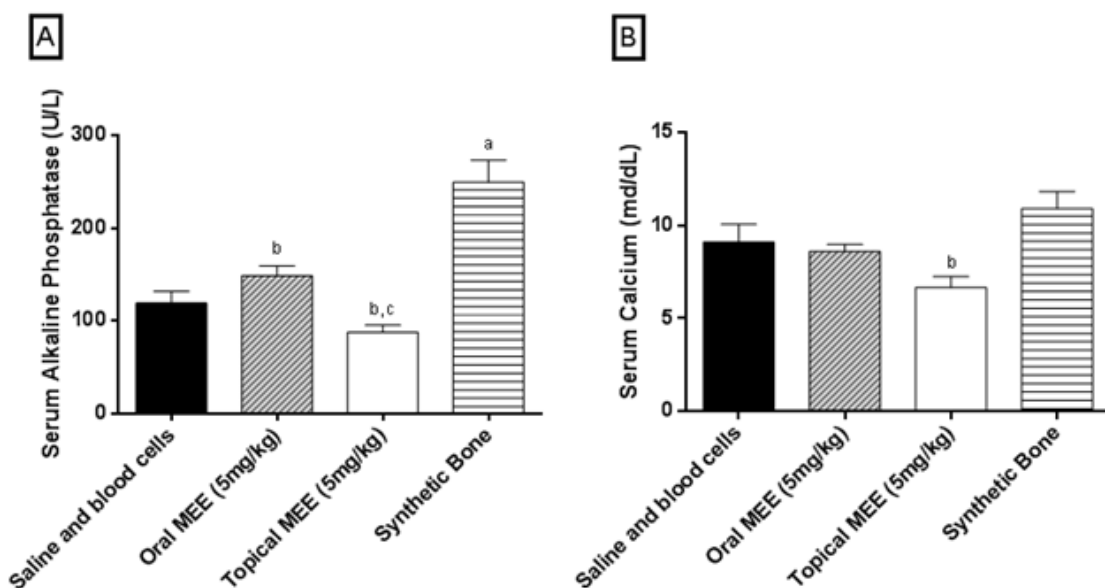 A
Serum Alkaline Phosphatase (U/L)
300
200
100
0
b
b,c
a
Saline and blood cells
Oral MEE (5mg/kg)
Topical MEE (5mg/kg)
Synthetic Bone
B
Serum Calcium (md/dL)
15
10
5
0
b
Saline and blood cells
Oral MEE (5mg/kg)
Topical MEE (5mg/kg)
Synthetic Bone